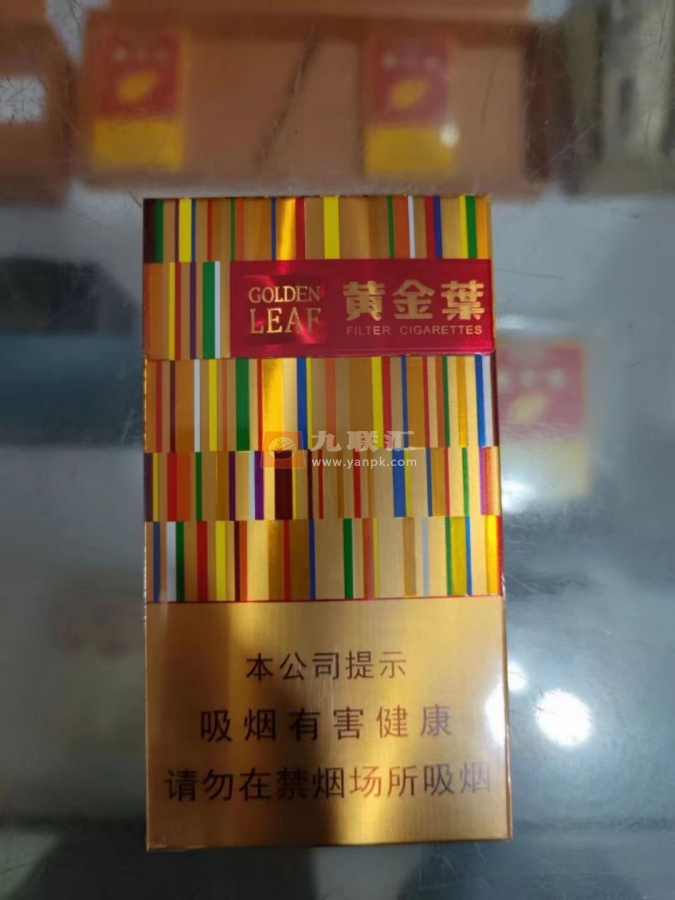 GOLDEN
LEAF
黄金葉
FILTER CIGARETTES
九联汇
www.yanpk.com
本公司提示
吸烟有害健康
请勿在禁烟场所吸烟